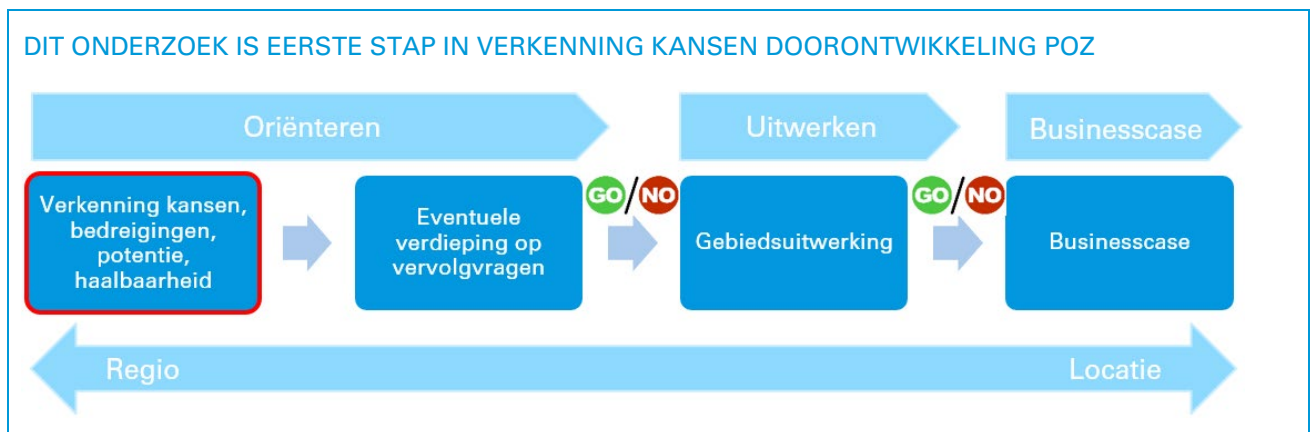 DIT ONDERZOEK IS EERSTE STAP IN VERKENNING KANSEN DOORONTWIKKELING POZ
Oriënteren
Uitwerken
Businesscase
Verkenning kansen,
bedreigingen,
potentie,
haalbaarheid
Eventuele
verdieping op
vervolgvragen
GO/NO
Gebiedsuitwerking
GO/NO
Businesscase
Regio
Locatie